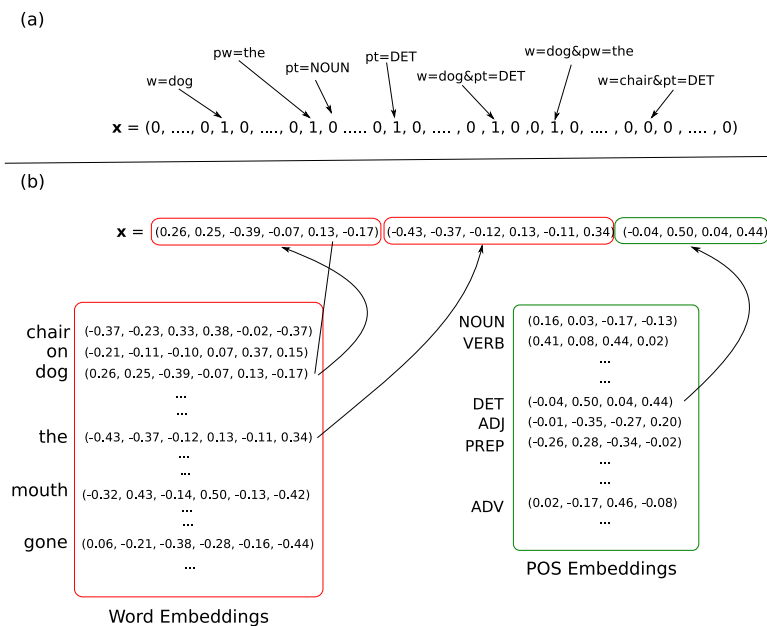 (a)
w=dog
pw=the
pt=NOUN
pt=DET
w=dog&pt=DET
w=dog&pw=the
w=chair&pt=DET
x = (0, ...., 0, 1, 0, ...., 0, 1, 0 ..... 0, 1, 0, .... , 0 , 1, 0 ,0, 1, 0, .... , 0, 0, 0 , .... , 0)
(b)
x = (0.26, 0.25, -0.39, -0.07, 0.13, -0.17) (-0.43, -0.37, -0.12, 0.13, -0.11, 0.34) (-0.04, 0.50, 0.04, 0.44)
chair (-0.37, -0.23, 0.33, 0.38, -0.02, -0.37)
on (-0.21, -0.11, -0.10, 0.07, 0.37, 0.15)
dog (0.26, 0.25, -0.39, -0.07, 0.13, -0.17)
...
...
the (-0.43, -0.37, -0.12, 0.13, -0.11, 0.34)
...
...
mouth (-0.32, 0.43, -0.14, 0.50, -0.13, -0.42)
...
...
gone (0.06, -0.21, -0.38, -0.28, -0.16, -0.44)
...
Word Embeddings
NOUN (0.16, 0.03, -0.17, -0.13)
VERB (0.41, 0.08, 0.44, 0.02)
...
...
DET (-0.04, 0.50, 0.04, 0.44)
ADJ (-0.01, -0.35, -0.27, 0.20)
PREP (-0.26, 0.28, -0.34, -0.02)
...
...
ADV (0.02, -0.17, 0.46, -0.08)
...
POS Embeddings